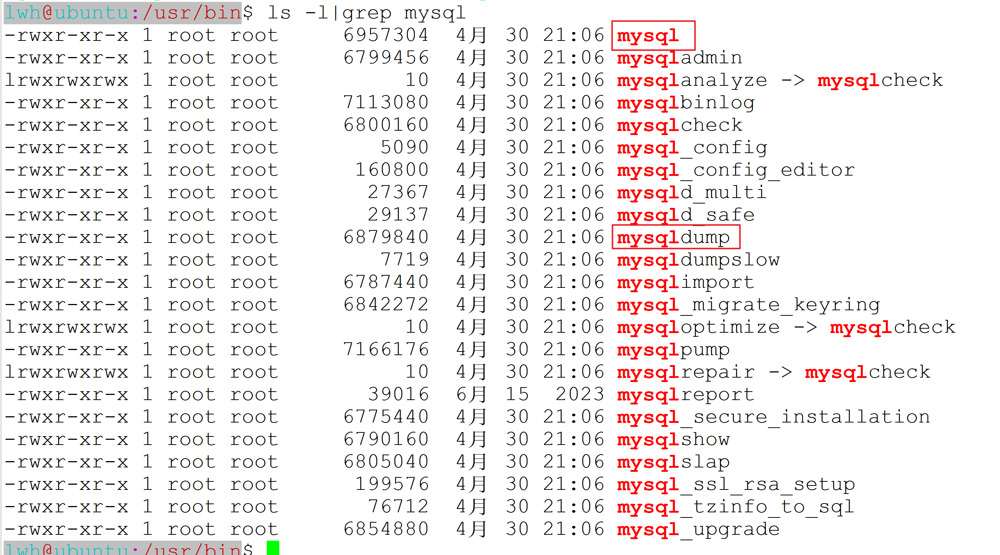 lwh@ubuntu:/usr/bin$ ls -l|grep mysql
-rwxr-xr-x 1 root root     6957304  4月 30 21:06 mysql
-rwxr-xr-x 1 root root     6799456  4月 30 21:06 mysqladmin
lrwxrwxrwx 1 root root          10  4月 30 21:06 mysqlanalyze -> mysqlcheck
-rwxr-xr-x 1 root root     7113080  4月 30 21:06 mysqlbinlog
-rwxr-xr-x 1 root root     6800160  4月 30 21:06 mysqlcheck
-rwxr-xr-x 1 root root        5090  4月 30 21:06 mysql_config
-rwxr-xr-x 1 root root      160800  4月 30 21:06 mysql_config_editor
-rwxr-xr-x 1 root root       27367  4月 30 21:06 mysqld_multi
-rwxr-xr-x 1 root root       29137  4月 30 21:06 mysqld_safe
-rwxr-xr-x 1 root root     6879840  4月 30 21:06 mysqldump
-rwxr-xr-x 1 root root        7719  4月 30 21:06 mysqldumpslow
-rwxr-xr-x 1 root root     6787440  4月 30 21:06 mysqlimport
-rwxr-xr-x 1 root root     6842272  4月 30 21:06 mysql_migrate_keyring
lrwxrwxrwx 1 root root          10  4月 30 21:06 mysqloptimize -> mysqlcheck
-rwxr-xr-x 1 root root     7166176  4月 30 21:06 mysqlpump
lrwxrwxrwx 1 root root          10  4月 30 21:06 mysqlrepair -> mysqlcheck
-rwxr-xr-x 1 root root       39016  6月 15  2023 mysqlreport
-rwxr-xr-x 1 root root     6775440  4月 30 21:06 mysql_secure_installation
-rwxr-xr-x 1 root root     6790160  4月 30 21:06 mysqlshow
-rwxr-xr-x 1 root root     6805040  4月 30 21:06 mysqlslap
-rwxr-xr-x 1 root root      199576  4月 30 21:06 mysql_ssl_rsa_setup
-rwxr-xr-x 1 root root       76712  4月 30 21:06 mysql_tzinfo_to_sql
-rwxr-xr-x 1 root root     6854880  4月 30 21:06 mysql_upgrade
lwh@ubuntu:/usr/bin$